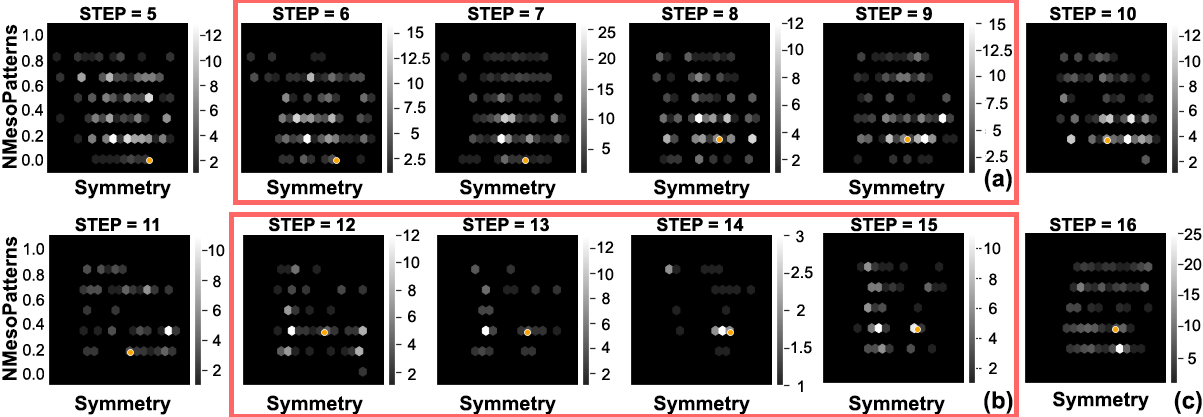 STEP = 5 STEP = 6 STEP = 7 STEP = 8 STEP = 9 STEP = 10
NMesoPatterns
1.0 0.8 0.6 0.4 0.2 0.0
12 10 8 6 4 2
15 12.5 10 7.5 5 2.5
25 20 15 10 5
12 10 8 6 4 2
15 12.5 10 7.5 5 2.5
12 10 8 6 4 2
Symmetry Symmetry Symmetry Symmetry Symmetry (a) Symmetry
STEP = 11 STEP = 12 STEP = 13 STEP = 14 STEP = 15 STEP = 16
NMesoPatterns
1.0 0.8 0.6 0.4 0.2 0.0
10 8 6 4 2
12 10 8 6 4 2
12 10 8 6 4 2
3 2.5 2 1.5 1
10 8 6 4 2
25 20 15 10 5
Symmetry Symmetry Symmetry Symmetry Symmetry (b) Symmetry (c)